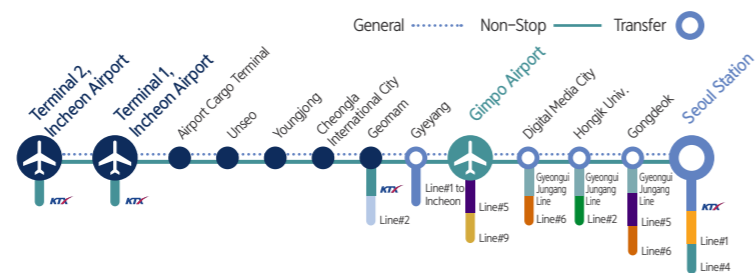 General Non-Stop Transfer
Terminal 2,
Incheon Airport
Terminal 1,
Incheon Airport
Airport Cargo Terminal
Unseo
Youngjong
Cheongla
International City
Geomam
Gyeyang
Gimpo Airport
Digital Media City
Hongik Univ.
Gongdeok
Seoul Station
KTX
KTX
KTX
Line#2
Line#1 to
Incheon
Line#5
Line#9
Gyeongui
Jungang
Line
Line#6
Gyeongui
Jungang
Line
Line#2
Gyeongui
Jungang
Line
Line#5
Line#6
KTX
Line#1
Line#4